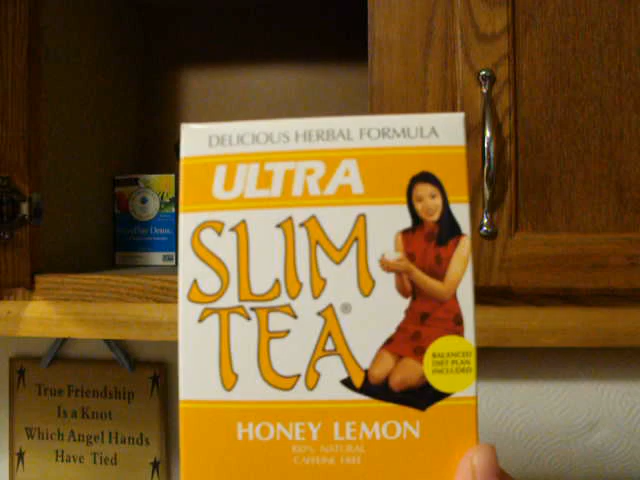 DELICIOUS HERBAL FORMULA
ULTRA
SLIM
TEA®
BALANCED
DIET PLAN
INCLUDED
HONEY LEMON
100% NATURAL
CAFFEINE FREE
Detox
True Friendship
Is a Knot
Which Angel Hands
Have Tied